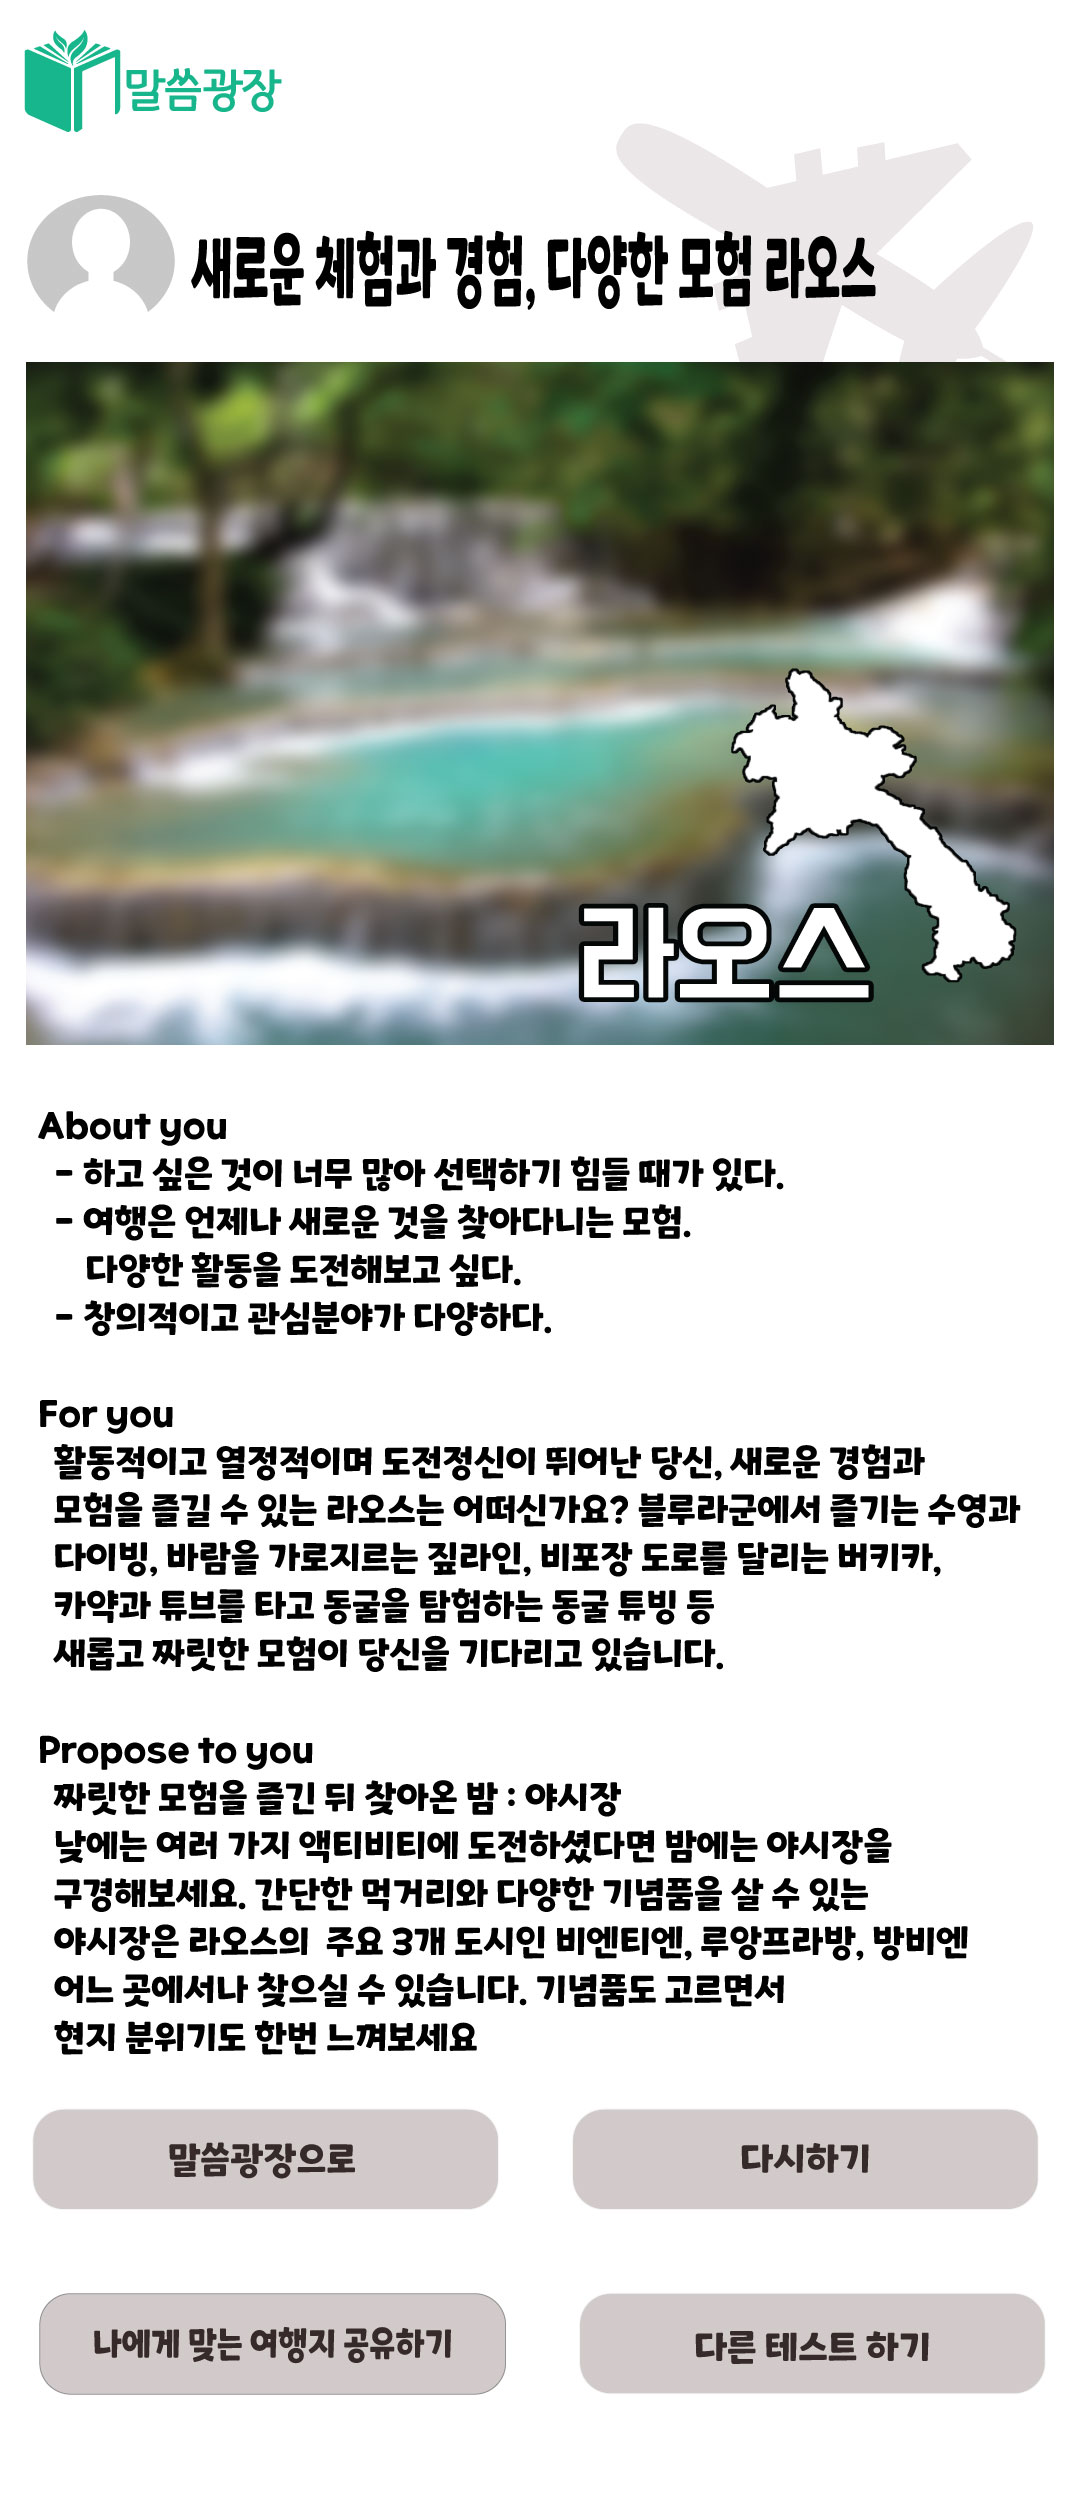 말씀광장
새로운 체험과 경험, 다양한 모험 라오스
라오스
About you
- 하고 싶은 것이 너무 많아 선택하기 힘들 때가 있다.
- 여행은 언제나 새로운 것을 찾아다니는 모험.
다양한 활동을 도전해보고 싶다.
- 창의적이고 관심분야가 다양하다.
For you
활동적이고 열정적이며 도전정신이 뛰어난 당신, 새로운 경험과
모험을 즐길 수 있는 라오스는 어떠신가요? 블루라군에서 즐기는 수영과
다이빙, 바람을 가로지르는 짚라인, 비포장 도로를 달리는 버키카,
카약과 튜브를 타고 동굴을 탐험하는 동굴 튜빙 등
새롭고 짜릿한 모험이 당신을 기다리고 있습니다.
Propose to you
짜릿한 모험을 즐긴 뒤 찾아온 밤 : 야시장
낮에는 여러 가지 액티비티에 도전하셨다면 밤에는 야시장을
구경해보세요. 간단한 먹거리와 다양한 기념품을 살 수 있는
야시장은 라오스의 주요 3개 도시인 비엔티엔, 루앙프라방, 방비엔
어느 곳에서나 찾으실 수 있습니다. 기념품도 고르면서
현지 분위기도 한번 느껴보세요
말씀광장으로
다시하기
나에게 맞는 여행지 공유하기
다른 테스트 하기